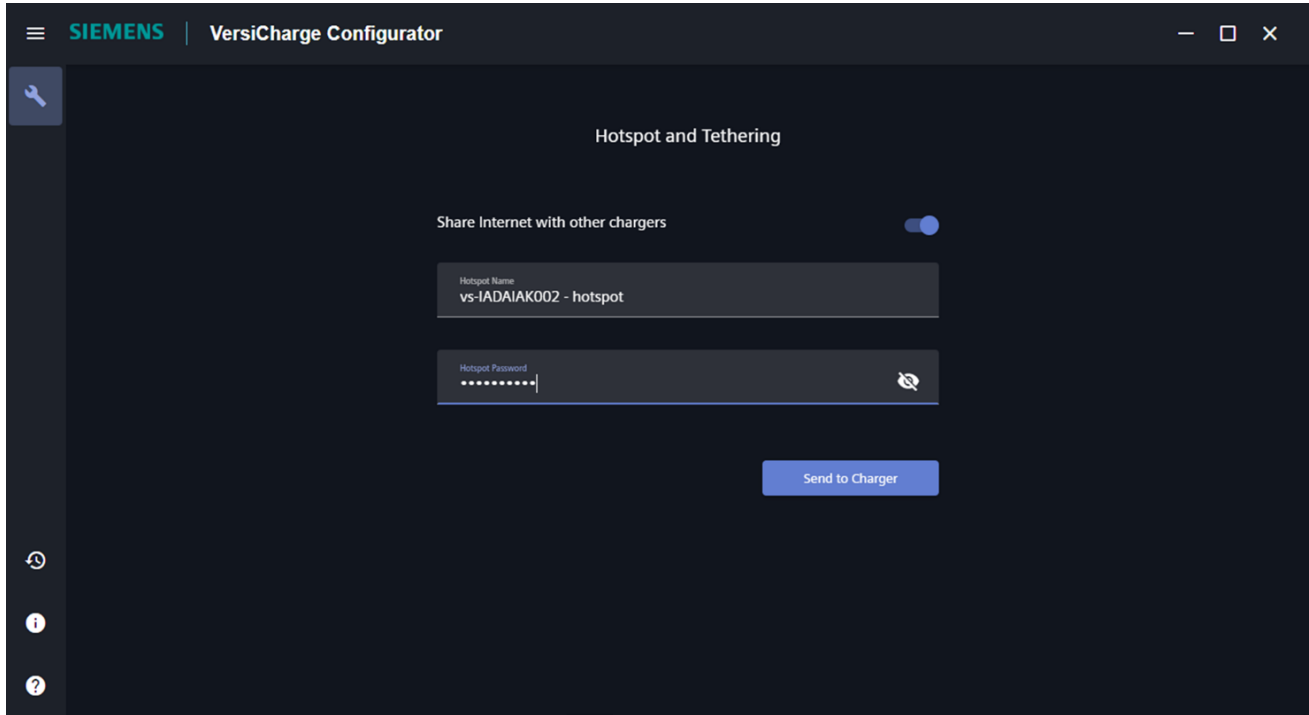 SIEMENS | VersiCharge Configurator
Hotspot and Tethering
Share Internet with other chargers
Hotspot Name
vs-IADAIAK002 - hotspot
Hotspot Password
••••••••••
Send to Charger